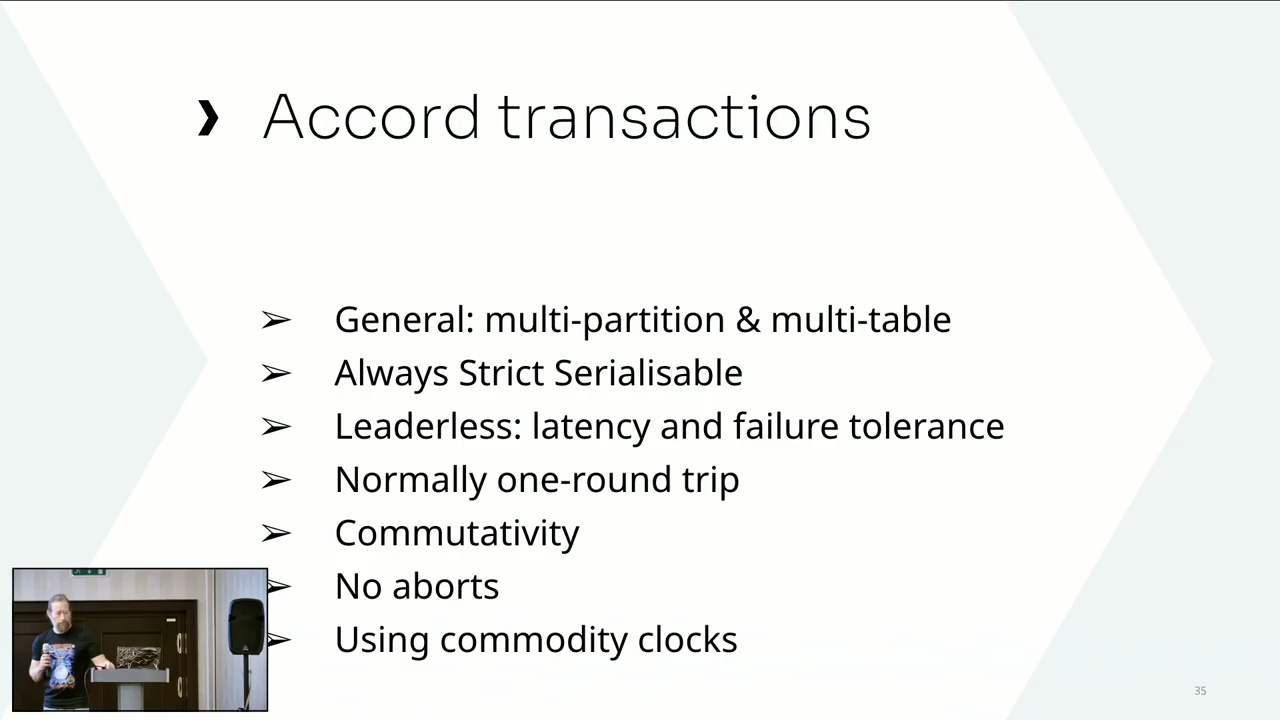 Accord transactions
➢ General: multi-partition & multi-table
➢ Always Strict Serialisable
➢ Leaderless: latency and failure tolerance
➢ Normally one-round trip
➢ Commutativity
➢ No aborts
➢ Using commodity clocks
35